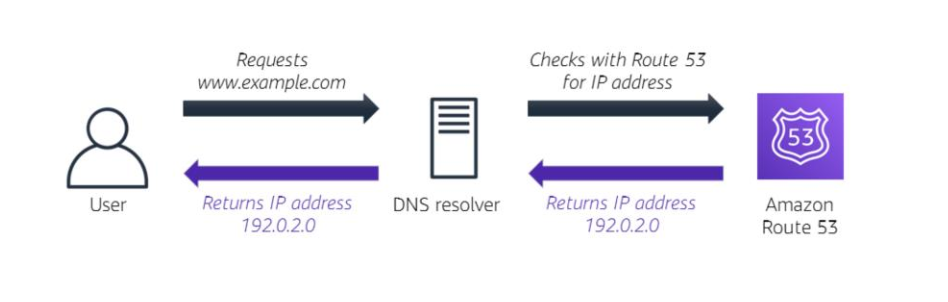 Requests
www.example.com
Checks with Route 53
for IP address
53
User
Returns IP address
192.0.2.0
DNS resolver
Returns IP address
192.0.2.0
Amazon
Route 53